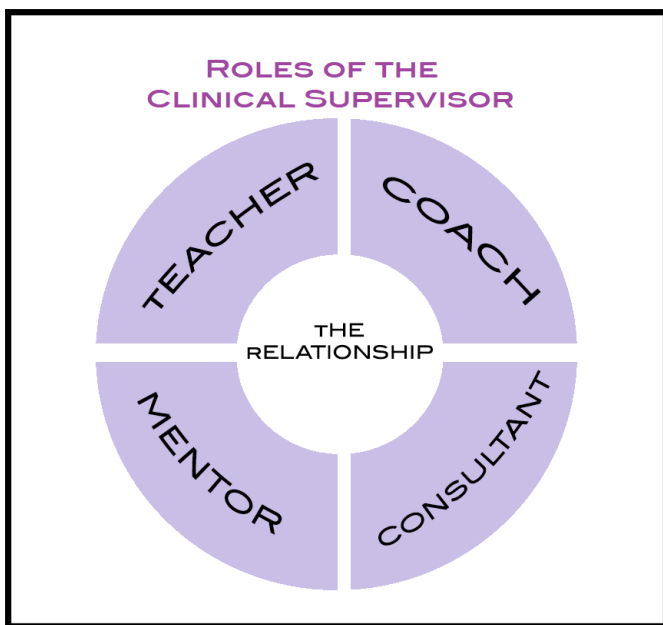 Roles of the
Clinical Supervisor
TEACHER
COACH
tHE
rELATIONSHIP
MENTOR
CONSULTANT